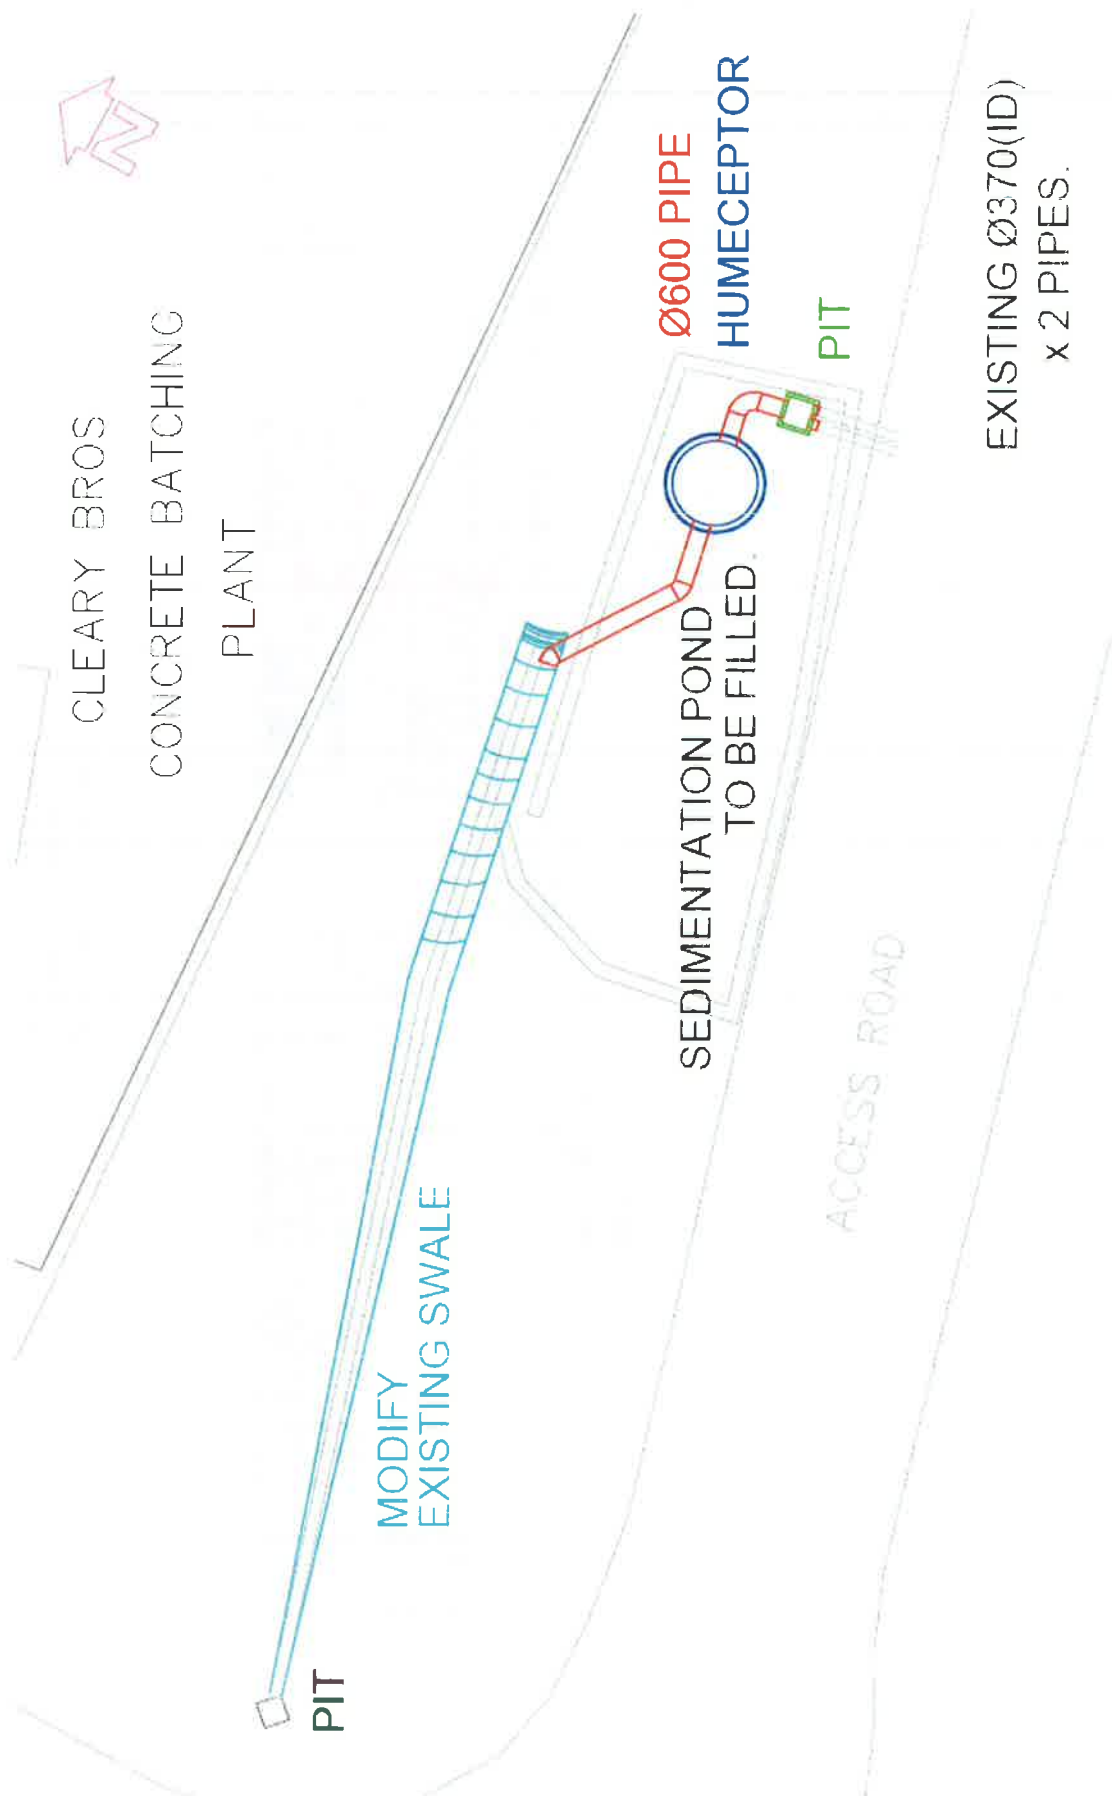 CLEARY BROS
CONCRETE BATCHING
PLANT
N
Ø600 PIPE
HUMECEPTOR
PIT
EXISTING Ø370(ID)
x 2 PIPES.
SEDIMENTATION POND
TO BE FILLED.
MODIFY
EXISTING SWALE
PIT
ACCESS ROAD